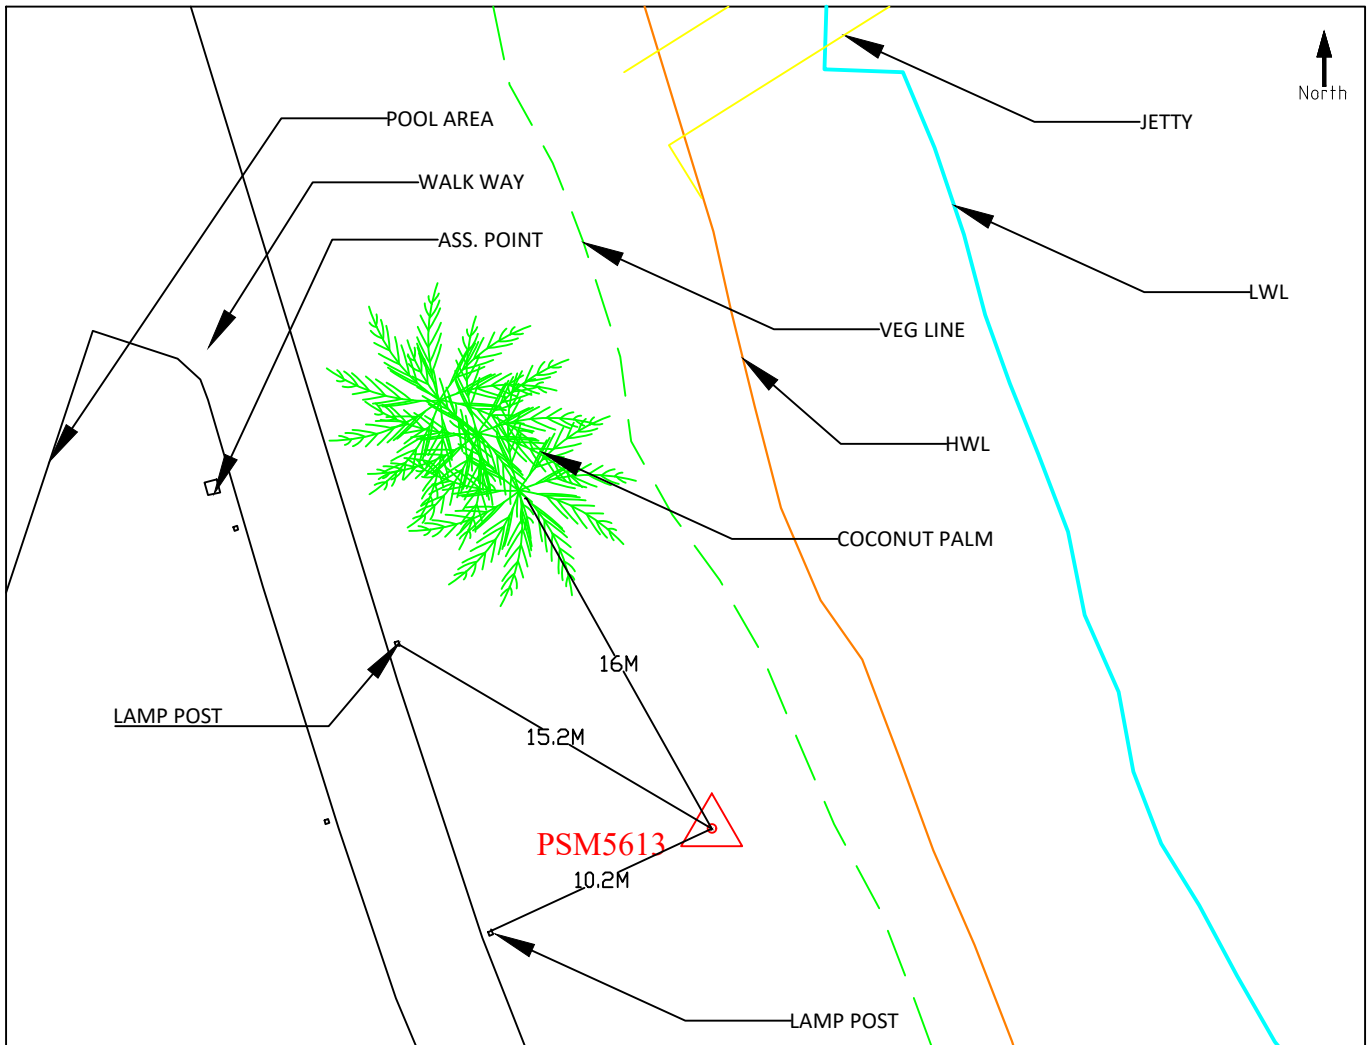 North
POOL AREA
JETTY
WALK WAY
ASS. POINT
LWL
VEG LINE
HWL
COCONUT PALM
16M
LAMP POST
15.2M
PSM5613
10.2M
LAMP POST